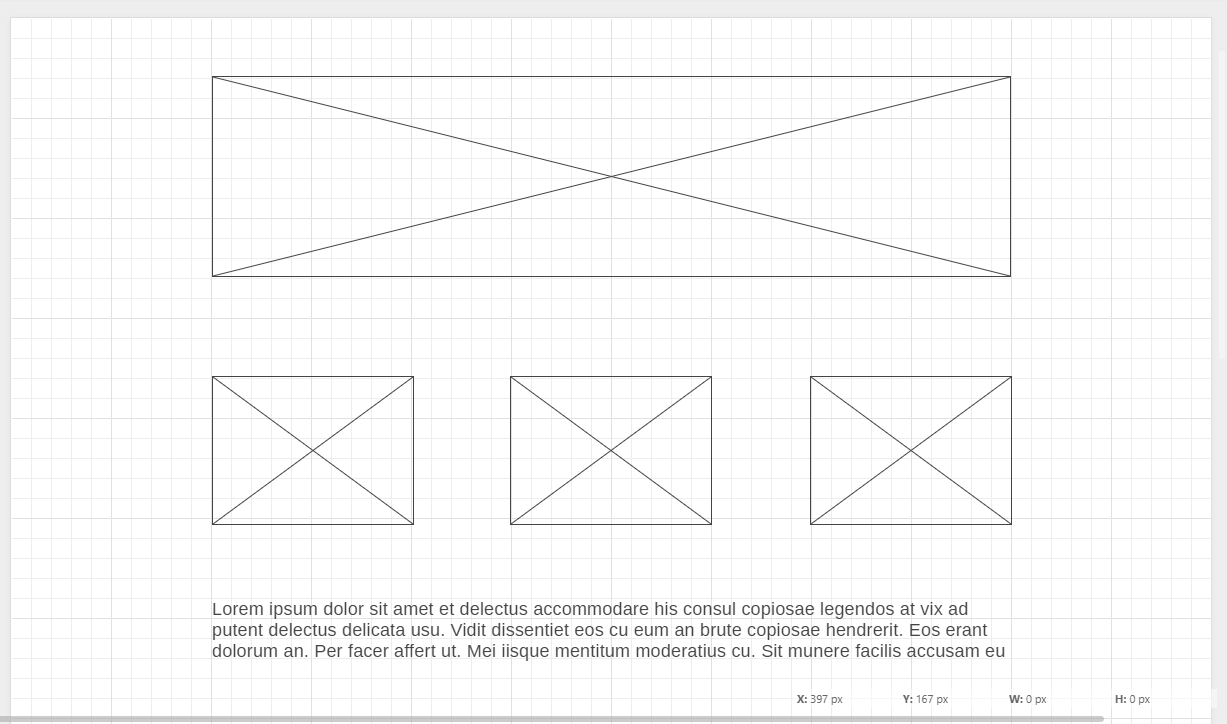 Lorem ipsum dolor sit amet et delectus accommodare his consul copiosae legendos at vix ad
putent delectus delicata usu. Vidit dissentiet eos cu eum an brute copiosae hendrerit. Eos erant
dolorum an. Per facer affert ut. Mei iisque mentitum moderatius cu. Sit munere facilis accusam eu
X: 397 px Y: 167 px W: 0 px H: 0 px